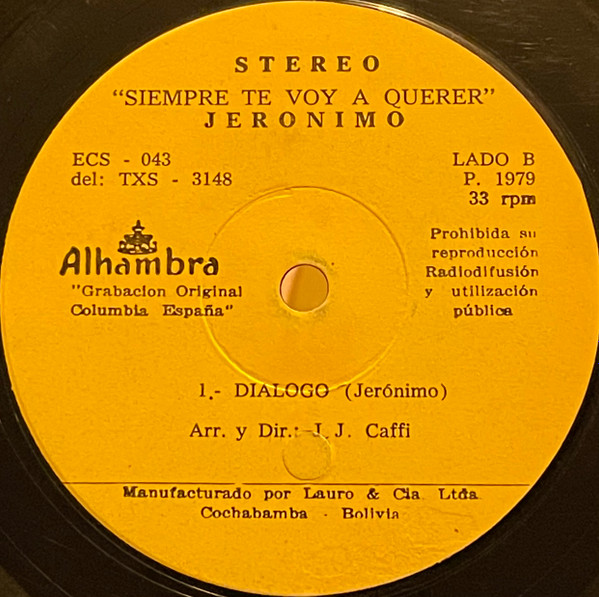 STEREO
"SIEMPRE TE VOY A QUERER"
JERONIMO
ECS - 043
del: TXS - 3148
LADO B
P. 1979
33 rpm
Alhambra
"Grabacion Original
Columbia España"
Prohibida su
reproducción
Radiodifusión
y utilización
pública
1.- DIALOGO (Jerónimo)
Arr. y Dir.: J. J. Caffi
Manufacturado por Lauro & Cia. Ltda.
Cochabamba - Bolivia